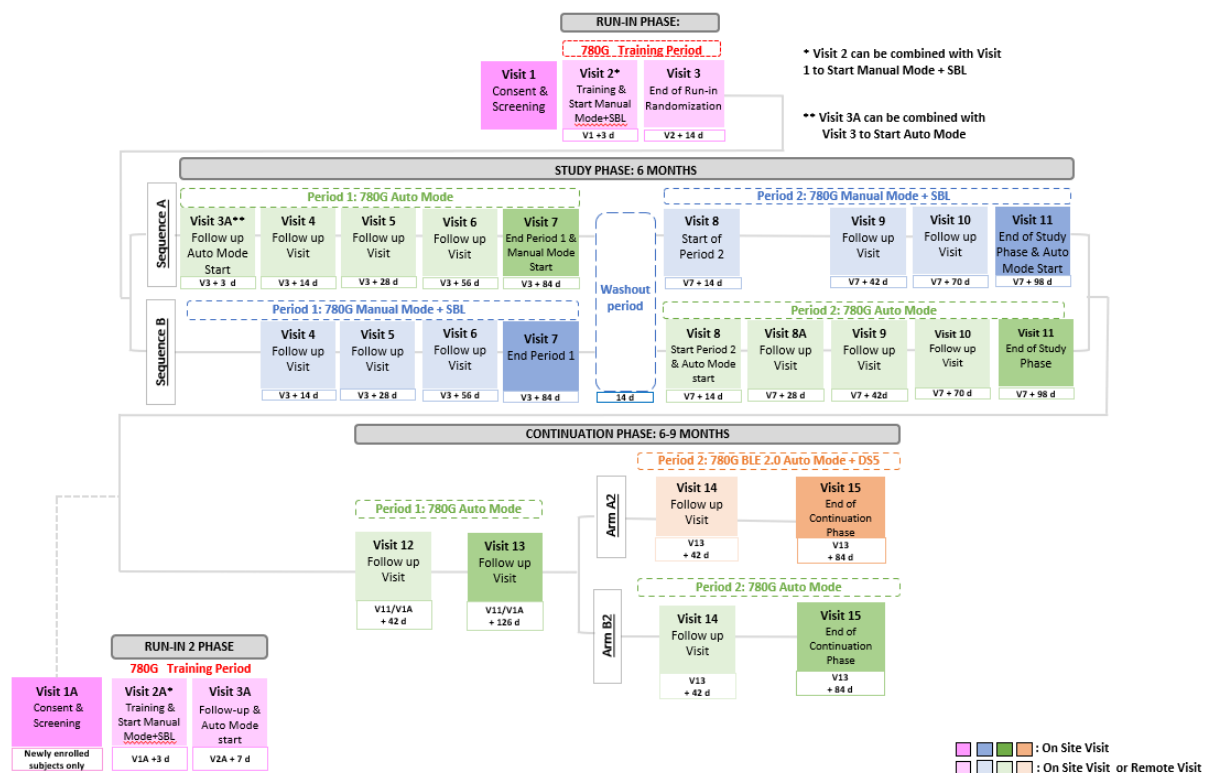 RUN-IN PHASE:
780G Training Period
Visit 1
Consent &
Screening
Visit 2*
Training &
Start Manual
Mode+SBL
V1 +3 d
Visit 3
End of Run-in
Randomization
V2 + 14 d
* Visit 2 can be combined with Visit
1 to Start Manual Mode + SBL
** Visit 3A can be combined with
Visit 3 to Start Auto Mode
STUDY PHASE: 6 MONTHS
Sequence A
Period 1: 780G Auto Mode
Visit 3A**
Follow up
Auto Mode
Start
V3 + 3 d
Visit 4
Follow up
Visit
V3 + 14 d
Visit 5
Follow up
Visit
V3 + 28 d
Visit 6
Follow up
Visit
V3 + 56 d
Visit 7
End Period 1 &
Manual Mode
Start
V3 + 84 d
Washout
period
14 d
Period 2: 780G Manual Mode + SBL
Visit 8
Start of
Period 2
V7 + 14 d
Visit 9
Follow up
Visit
V7 + 42 d
Visit 10
Follow up
Visit
V7 + 70 d
Visit 11
End of Study
Phase & Auto
Mode Start
V7 + 98 d
Sequence B
Period 1: 780G Manual Mode + SBL
Visit 4
Follow up
Visit
V3 + 14 d
Visit 5
Follow up
Visit
V3 + 28 d
Visit 6
Follow up
Visit
V3 + 56 d
Visit 7
End Period 1
V3 + 84 d
Period 2: 780G Auto Mode
Visit 8
Start Period 2
& Auto Mode
start
V7 + 14 d
Visit 8A
Follow up
Visit
V7 + 28 d
Visit 9
Follow up
Visit
V7 + 42d
Visit 10
Follow up
Visit
V7 + 70 d
Visit 11
End of Study
Phase
V7 + 98 d
CONTINUATION PHASE: 6-9 MONTHS
Period 1: 780G Auto Mode
Visit 12
Follow up
Visit
V11/V1A
+ 42 d
Visit 13
Follow up
Visit
V11/V1A
+ 126 d
Arm A2
Period 2: 780G BLE 2.0 Auto Mode + DS5
Visit 14
Follow up
Visit
V13
+ 42 d
Visit 15
End of
Continuation
Phase
V13
+ 84 d
Arm B2
Period 2: 780G Auto Mode
Visit 14
Follow up
Visit
V13
+ 42 d
Visit 15
End of
Continuation
Phase
V13
+ 84 d
RUN-IN 2 PHASE
780G Training Period
Visit 1A
Consent &
Screening
Newly enrolled
subjects only
Visit 2A*
Training &
Start Manual
Mode+SBL
V1A +3 d
Visit 3A
Follow-up &
Auto Mode
start
V2A + 7 d
: On Site Visit
: On Site Visit or Remote Visit